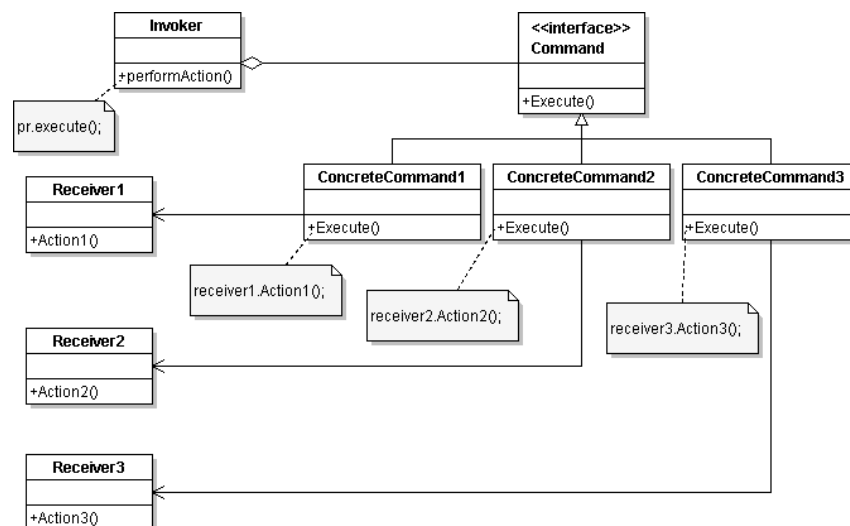 Invoker
+performAction()
<<interface>>
Command
+Execute()
pr.execute();
ConcreteCommand1
+Execute()
ConcreteCommand2
+Execute()
ConcreteCommand3
+Execute()
Receiver1
+Action1()
receiver1.Action1();
receiver2.Action2();
receiver3.Action3();
Receiver2
+Action2()
Receiver3
+Action3()